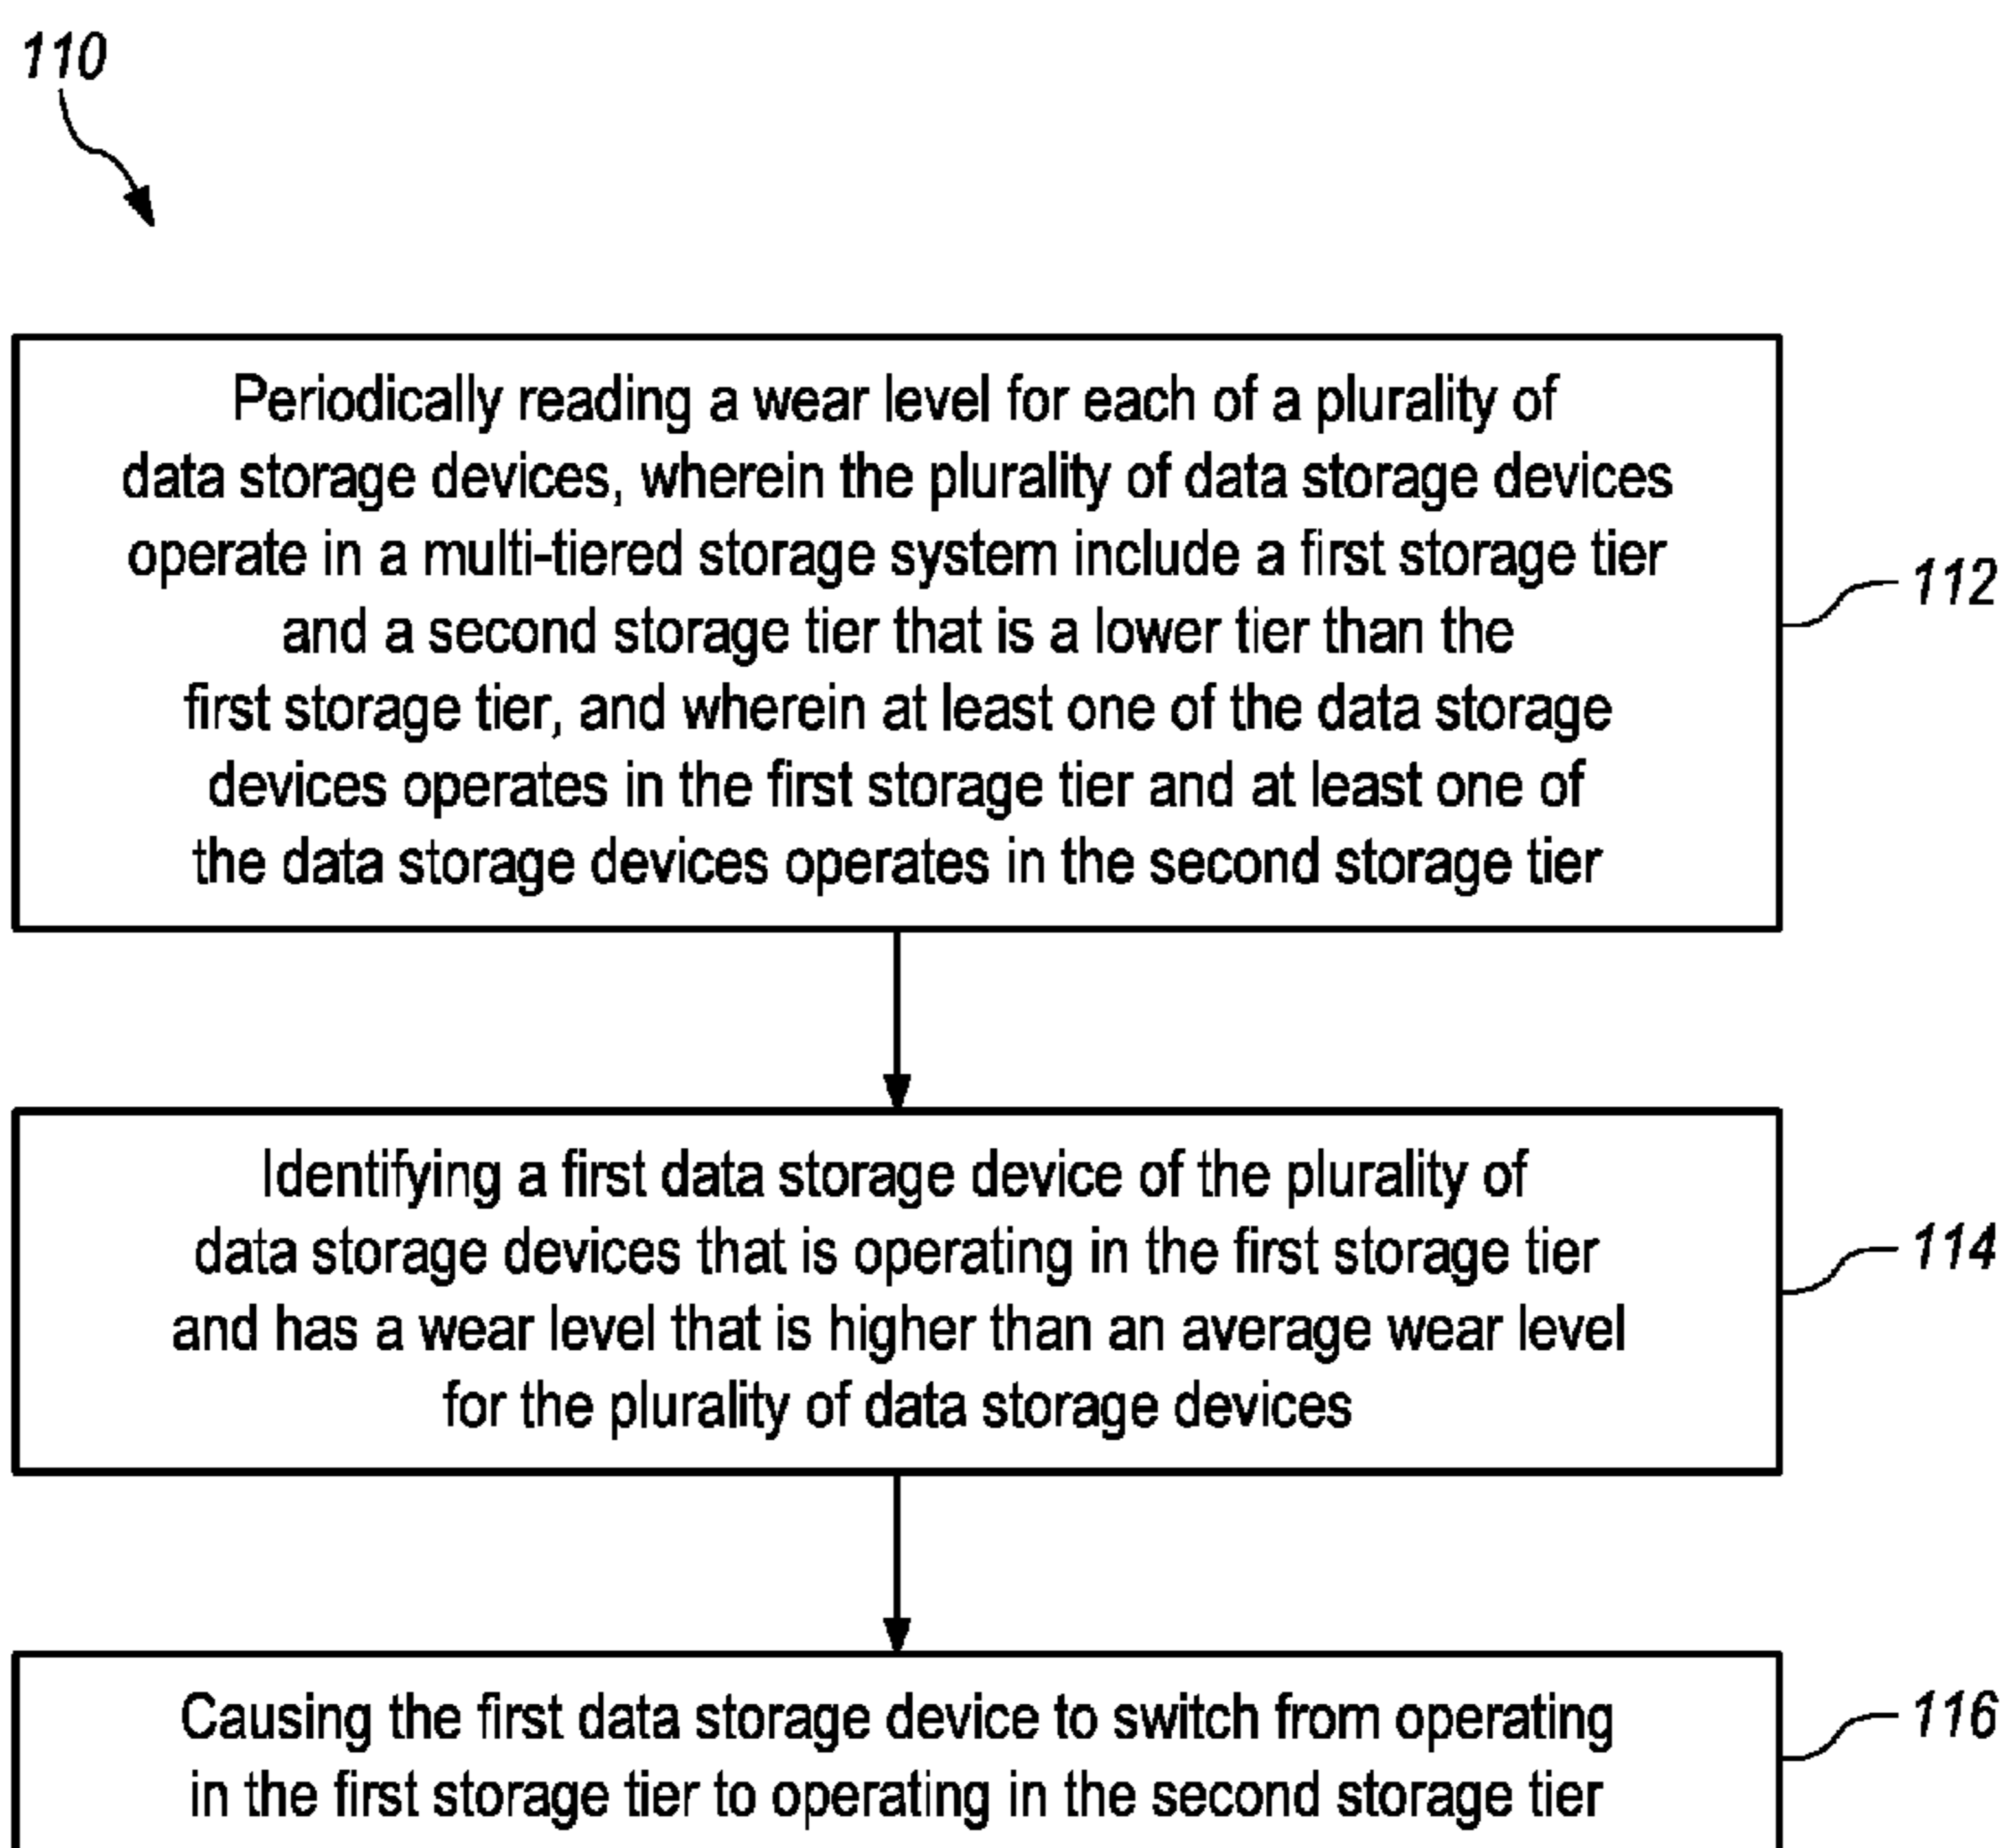 110
Periodically reading a wear level for each of a plurality of
data storage devices, wherein the plurality of data storage devices
operate in a multi-tiered storage system include a first storage tier
and a second storage tier that is a lower tier than the
first storage tier, and wherein at least one of the data storage
devices operates in the first storage tier and at least one of
the data storage devices operates in the second storage tier
112
Identifying a first data storage device of the plurality of
data storage devices that is operating in the first storage tier
and has a wear level that is higher than an average wear level
for the plurality of data storage devices
114
Causing the first data storage device to switch from operating
in the first storage tier to operating in the second storage tier
116